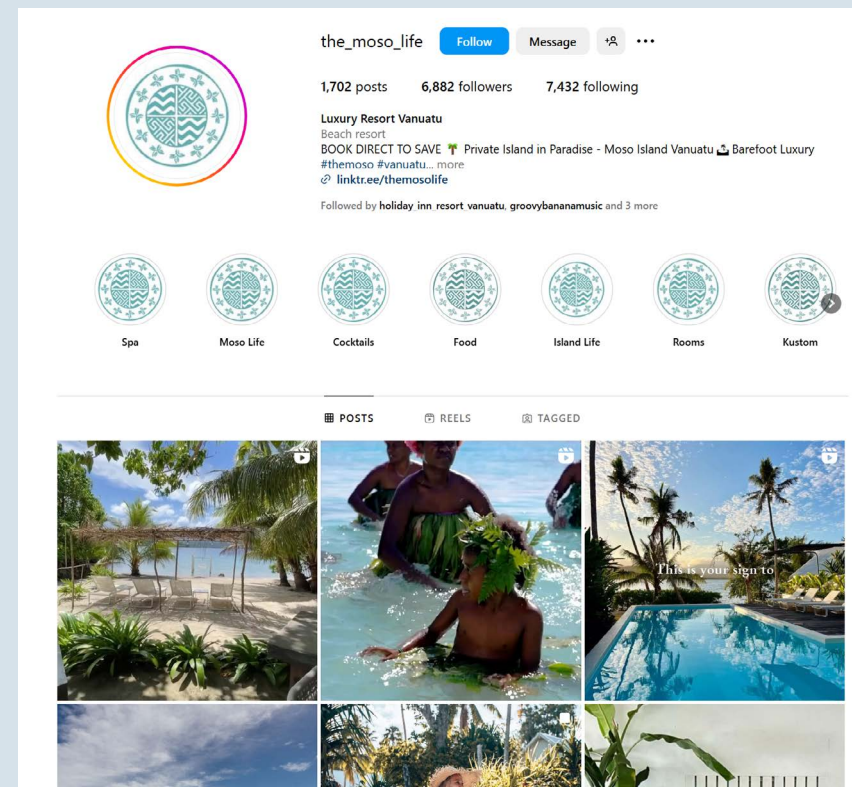 the_moso_life Follow Message
1,702 posts 6,882 followers 7,432 following
Luxury Resort Vanuatu
Beach resort
BOOK DIRECT TO SAVE 🌴 Private Island in Paradise - Moso Island Vanuatu 🏝 Barefoot Luxury
#themoso #vanuatu... more
linktr.ee/themosolife
Followed by holiday_inn_resort_vanuatu, groovybananamusic and 3 more
Spa Moso Life Cocktails Food Island Life Rooms Kustom
POSTS REELS TAGGED
This is your sign to